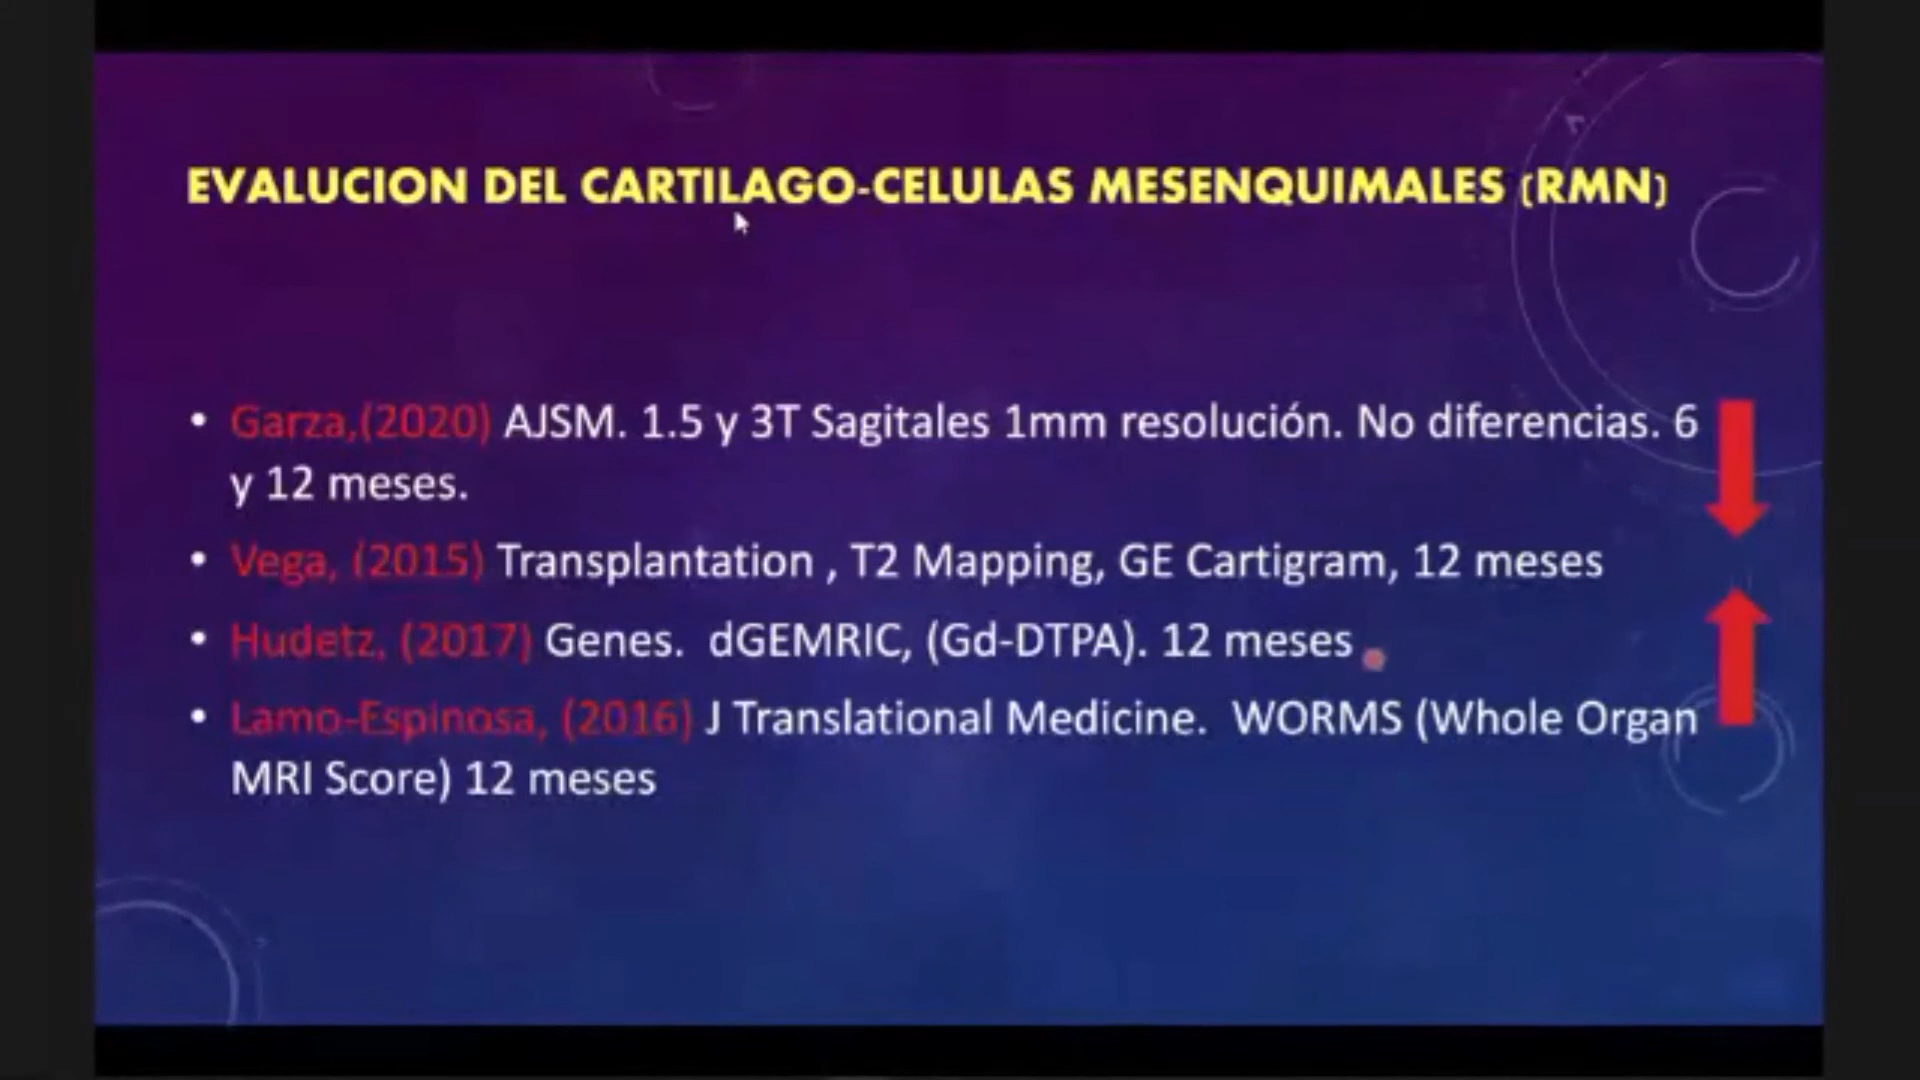 EVALUCION DEL CARTILAGO-CELULAS MESENQUIMALES (RMN)
• Garza,(2020) AJSM. 1.5 y 3T Sagitales 1mm resolución. No diferencias. 6
y 12 meses.
• Vega, (2015) Transplantation , T2 Mapping, GE Cartigram, 12 meses
• Hudetz, (2017) Genes. dGEMRIC, (Gd-DTPA). 12 meses
• Lamo-Espinosa, (2016) J Translational Medicine. WORMS (Whole Organ
MRI Score) 12 meses